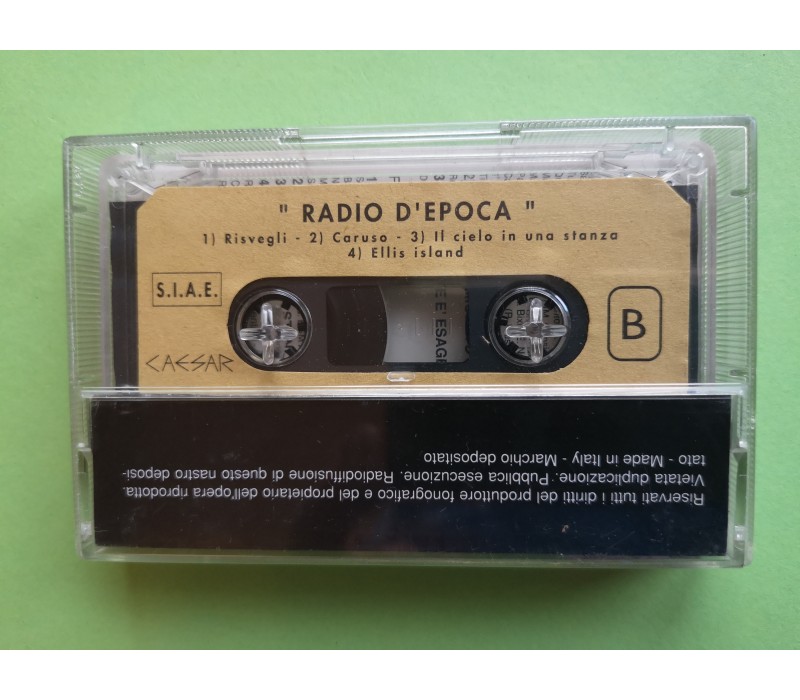 " RADIO D'EPOCA "
1) Risvegli - 2) Caruso - 3) Il cielo in una stanza
4) Ellis island
S.I.A.E.
B
CAESAR
E E' ESAGE
Riservati tutti i diritti del produttore fonografico e del propietario dell'opera riprodotta.
Vietata duplicazione. Pubblica esecuzione. Radiodiffusione di questo nastro deposi-
tato - Made in Italy - Marchio depositato